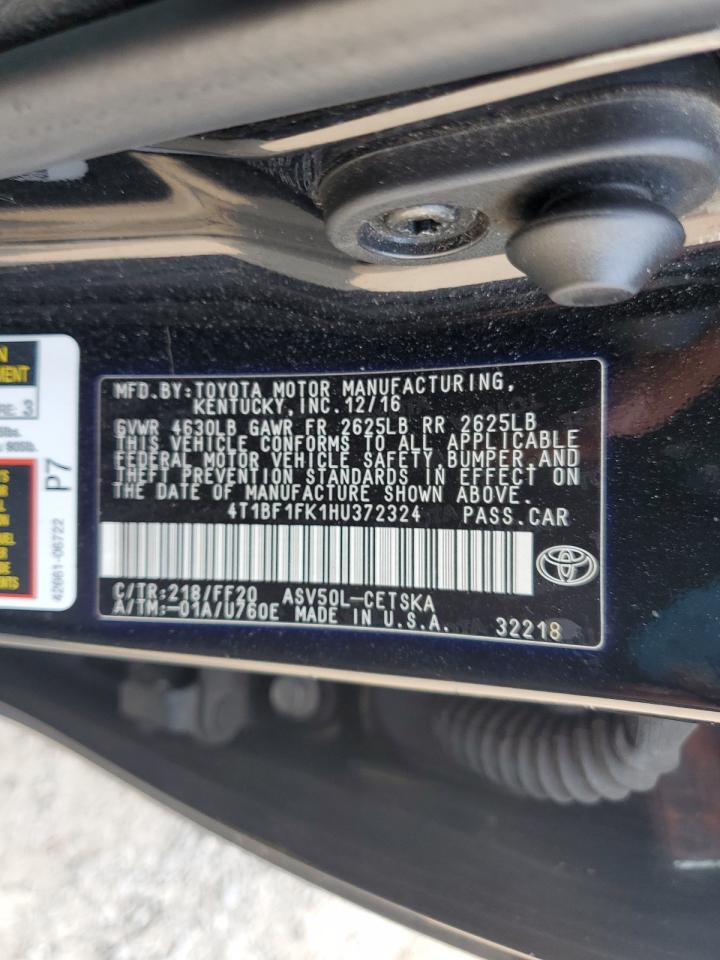 MFD.BY:TOYOTA MOTOR MANUFACTURING,
KENTUCKY,INC.12/16
GVWR 4630LB GAWR FR 2625LB RR 2625LB
THIS VEHICLE CONFORMS TO ALL APPLICABLE
FEDERAL MOTOR VEHICLE SAFETY,BUMPER,AND
THEFT PREVENTION STANDARDS IN EFFECT ON
THE DATE OF MANUFACTURE SHOWN ABOVE.
4T1BF1FK1HU372324 PASS.CAR
C/TR:218/FF20 ASV50L-CETSKA
A/TM:-01A/U760E MADE IN U.S.A. 32218
P7
42661-06722